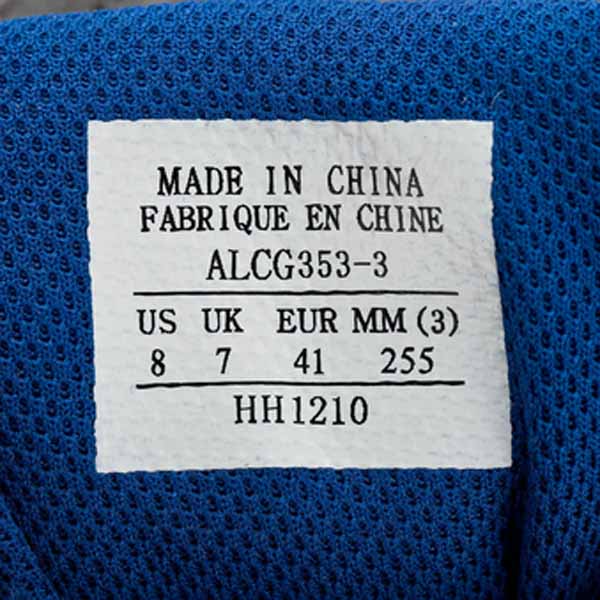 MADE IN CHINA
FABRIQUE EN CHINE
ALCG353-3
US UK EUR MM (3)
8 7 41 255
HH1210